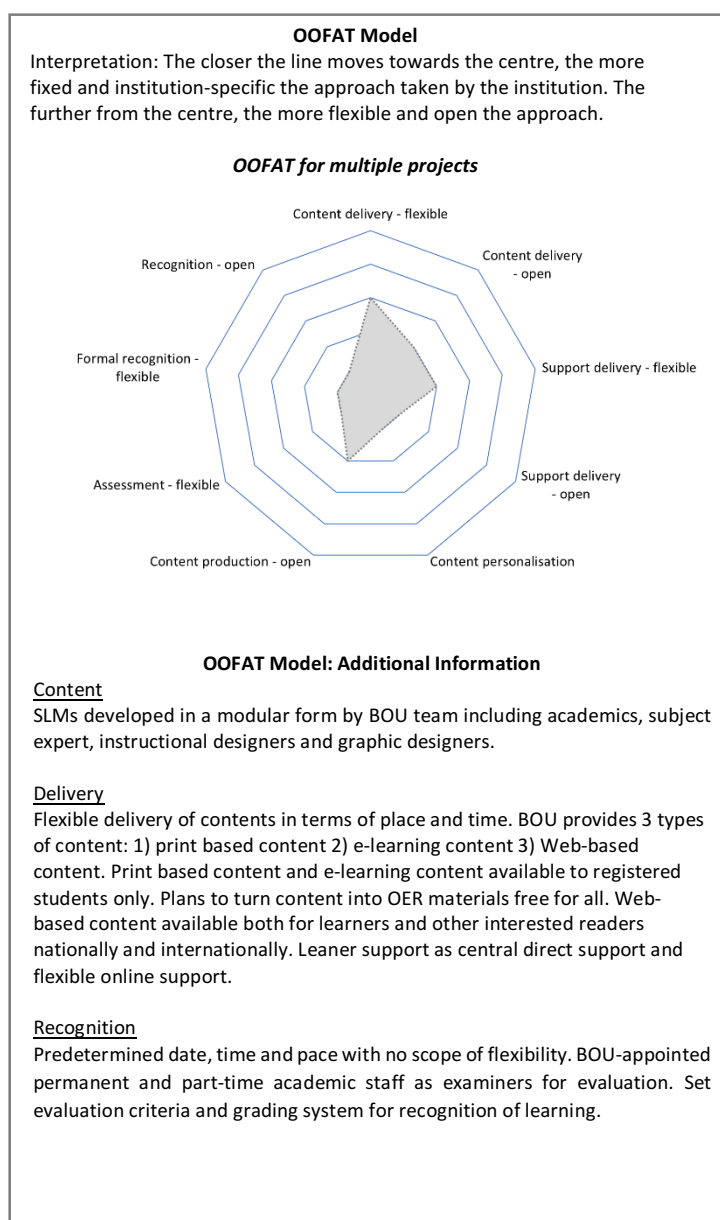 OOFAT Model
Interpretation: The closer the line moves towards the centre, the more
fixed and institution-specific the approach taken by the institution. The
further from the centre, the more flexible and open the approach.
OOFAT for multiple projects
Content delivery - flexible
Content delivery
- open
Recognition - open
Formal recognition -
flexible
Support delivery - flexible
Assessment - flexible
Support delivery
- open
Content production - open
Content personalisation
OOFAT Model: Additional Information
Content
SLMs developed in a modular form by BOU team including academics, subject
expert, instructional designers and graphic designers.
Delivery
Flexible delivery of contents in terms of place and time. BOU provides 3 types
of content: 1) print based content 2) e-learning content 3) Web-based
content. Print based content and e-learning content available to registered
students only. Plans to turn content into OER materials free for all. Web-
based content available both for learners and other interested readers
nationally and internationally. Leaner support as central direct support and
flexible online support.
Recognition
Predetermined date, time and pace with no scope of flexibility. BOU-appointed
permanent and part-time academic staff as examiners for evaluation. Set
evaluation criteria and grading system for recognition of learning.